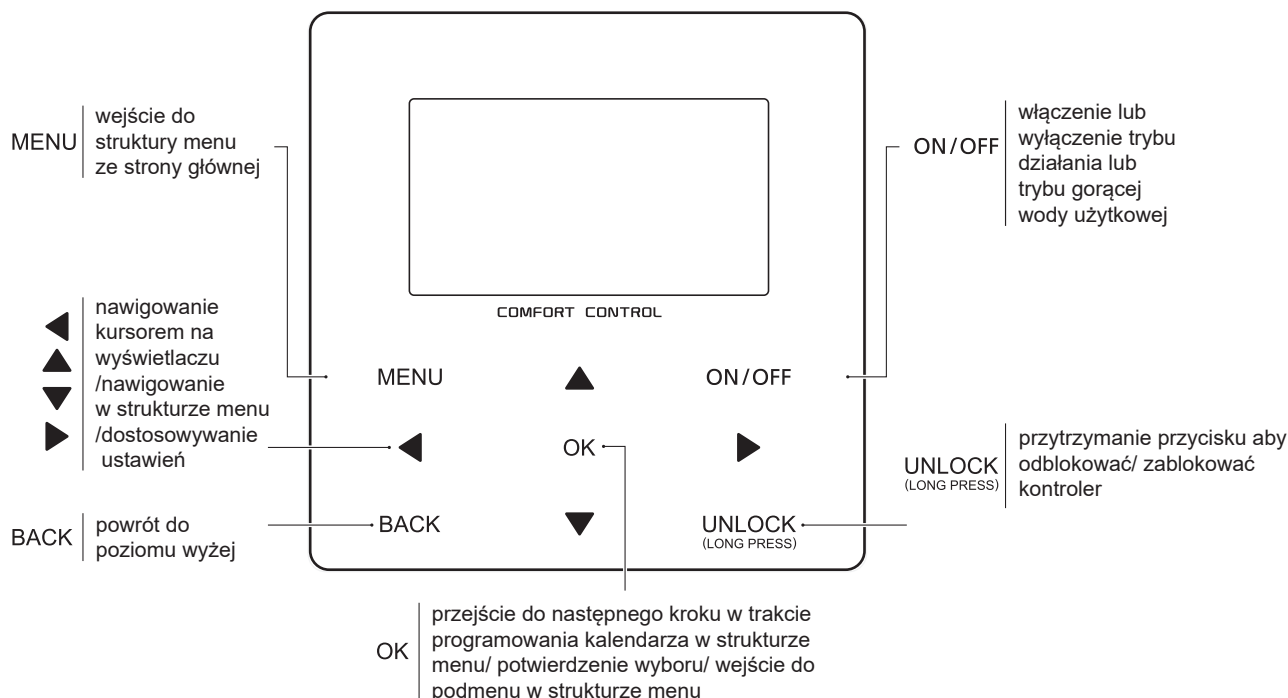 MENU
wejście do
struktury menu
ze strony głównej
ON/OFF
włączenie lub
wyłączenie trybu
działania lub
trybu gorącej
wody użytkowej
COMFORT CONTROL
nawigowanie
kursorem na
wyświetlaczu
/nawigowanie
w strukturze menu
/dostosowywanie
ustawień
MENU
ON/OFF
OK
BACK
UNLOCK
(LONG PRESS)
UNLOCK
(LONG PRESS)
przytrzymanie przycisku aby
odblokować/ zablokować
kontroler
BACK
powrót do
poziomu wyżej
OK
przejście do następnego kroku w trakcie
programowania kalendarza w strukturze
menu/ potwierdzenie wyboru/ wejście do
podmenu w strukturze menu